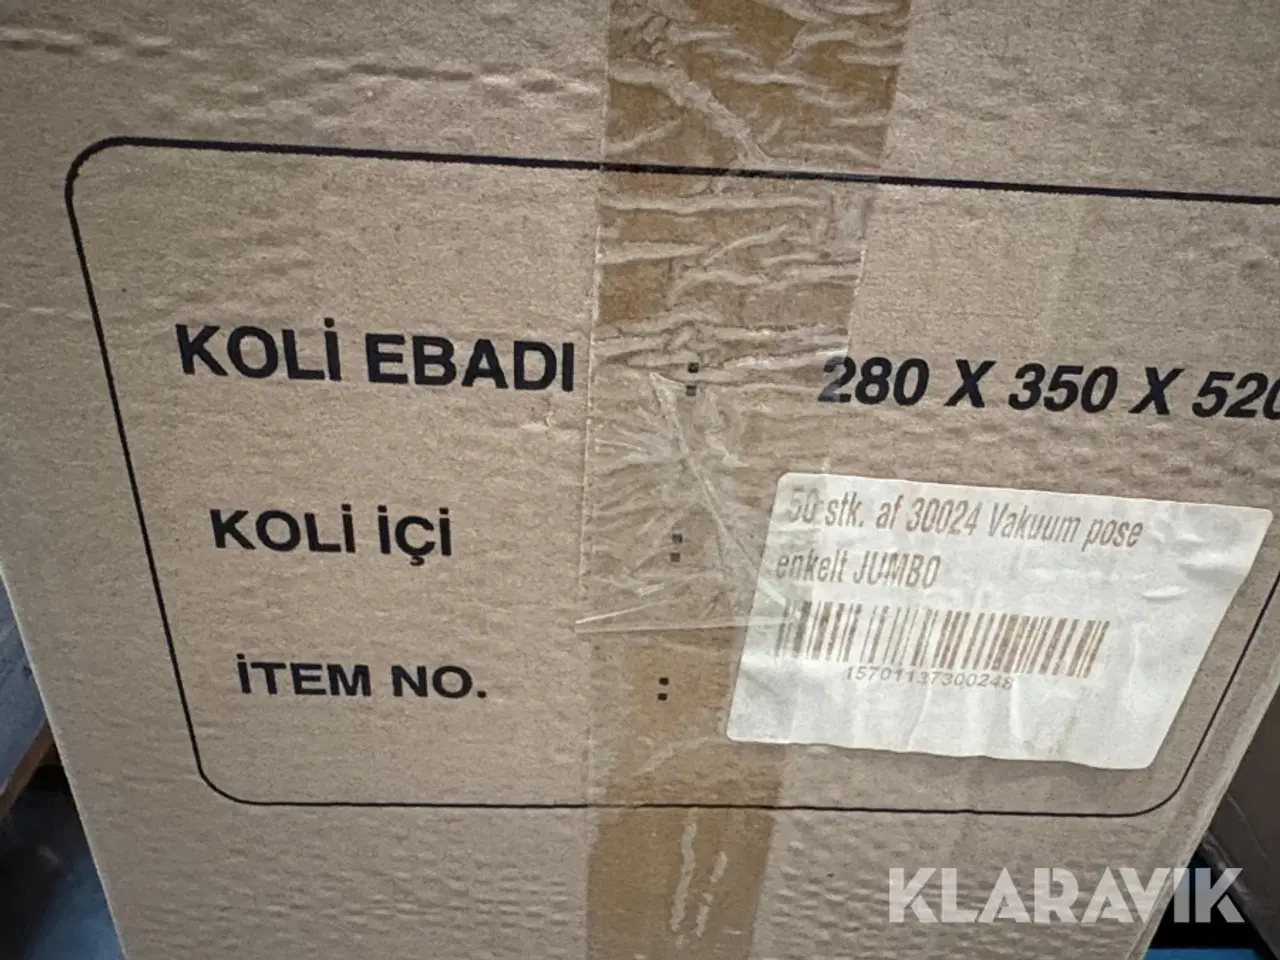 KOLİ EBADI : 280 X 350 X 520
KOLİ İÇİ :
50 stk. af 30024 Vakuum pose
enkelt JUMBO
15701137300248
İTEM NO. :
KLARAVIK